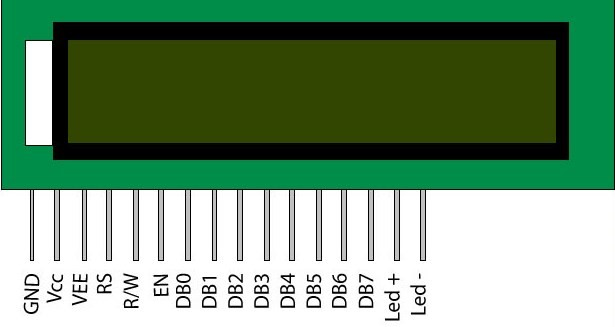 GND
Vcc
VEE
RS
R/W
EN
DB0
DB1
DB2
DB3
DB4
DB5
DB6
DB7
Led +
Led -